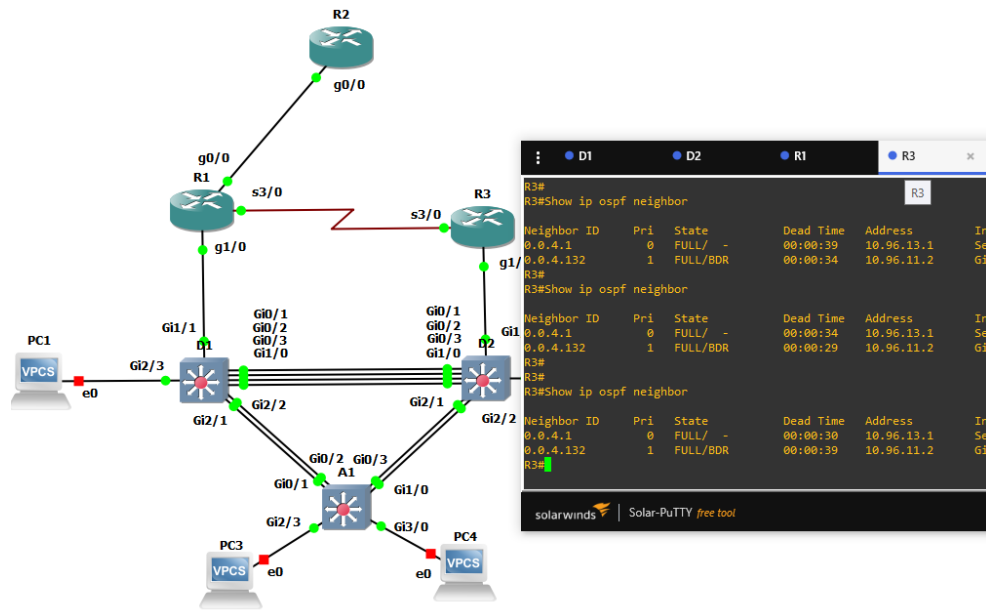 R2
g0/0
g0/0
R1
s3/0
R3
s3/0
g1/0
g1/
Gi1/1
Gi0/1
Gi0/2
Gi0/3
Gi1/0
D1
Gi0/1
Gi0/2
Gi0/3
Gi1/0
Gi1
D2
PC1
VPCS
e0
Gi2/3
Gi2/2
Gi2/1
Gi2/1
Gi2/2
Gi0/2
Gi0/3
Gi0/1
A1
Gi1/0
Gi2/3
Gi3/0
PC3
VPCS
e0
PC4
VPCS
e0
D1 D2 R1 R3 ×
R3
R3#
R3#Show ip ospf neighbor
Neighbor ID Pri State Dead Time Address In
0.0.4.1 0 FULL/ - 00:00:39 10.96.13.1 Se
0.0.4.132 1 FULL/BDR 00:00:34 10.96.11.2 Gi
R3#
R3#Show ip ospf neighbor
Neighbor ID Pri State Dead Time Address In
0.0.4.1 0 FULL/ - 00:00:34 10.96.13.1 Se
0.0.4.132 1 FULL/BDR 00:00:29 10.96.11.2 Gi
R3#
R3#
R3#Show ip ospf neighbor
Neighbor ID Pri State Dead Time Address In
0.0.4.1 0 FULL/ - 00:00:30 10.96.13.1 Se
0.0.4.132 1 FULL/BDR 00:00:39 10.96.11.2 Gi
R3#
solarwinds | Solar-PuTTY free tool